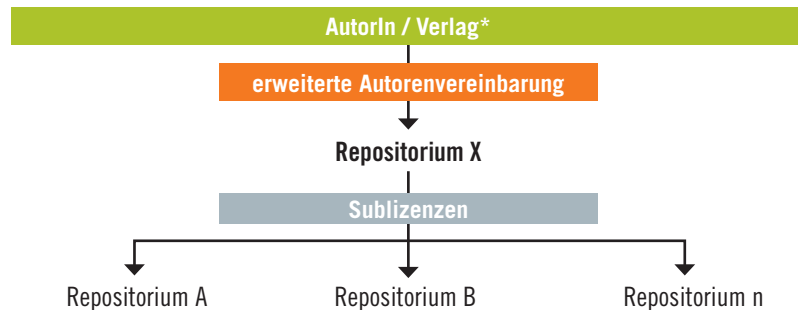 AutorIn / Verlag*
erweiterte Autorenvereinbarung
Repositorium X
Sublizenzen
Repositorium A Repositorium B Repositorium n